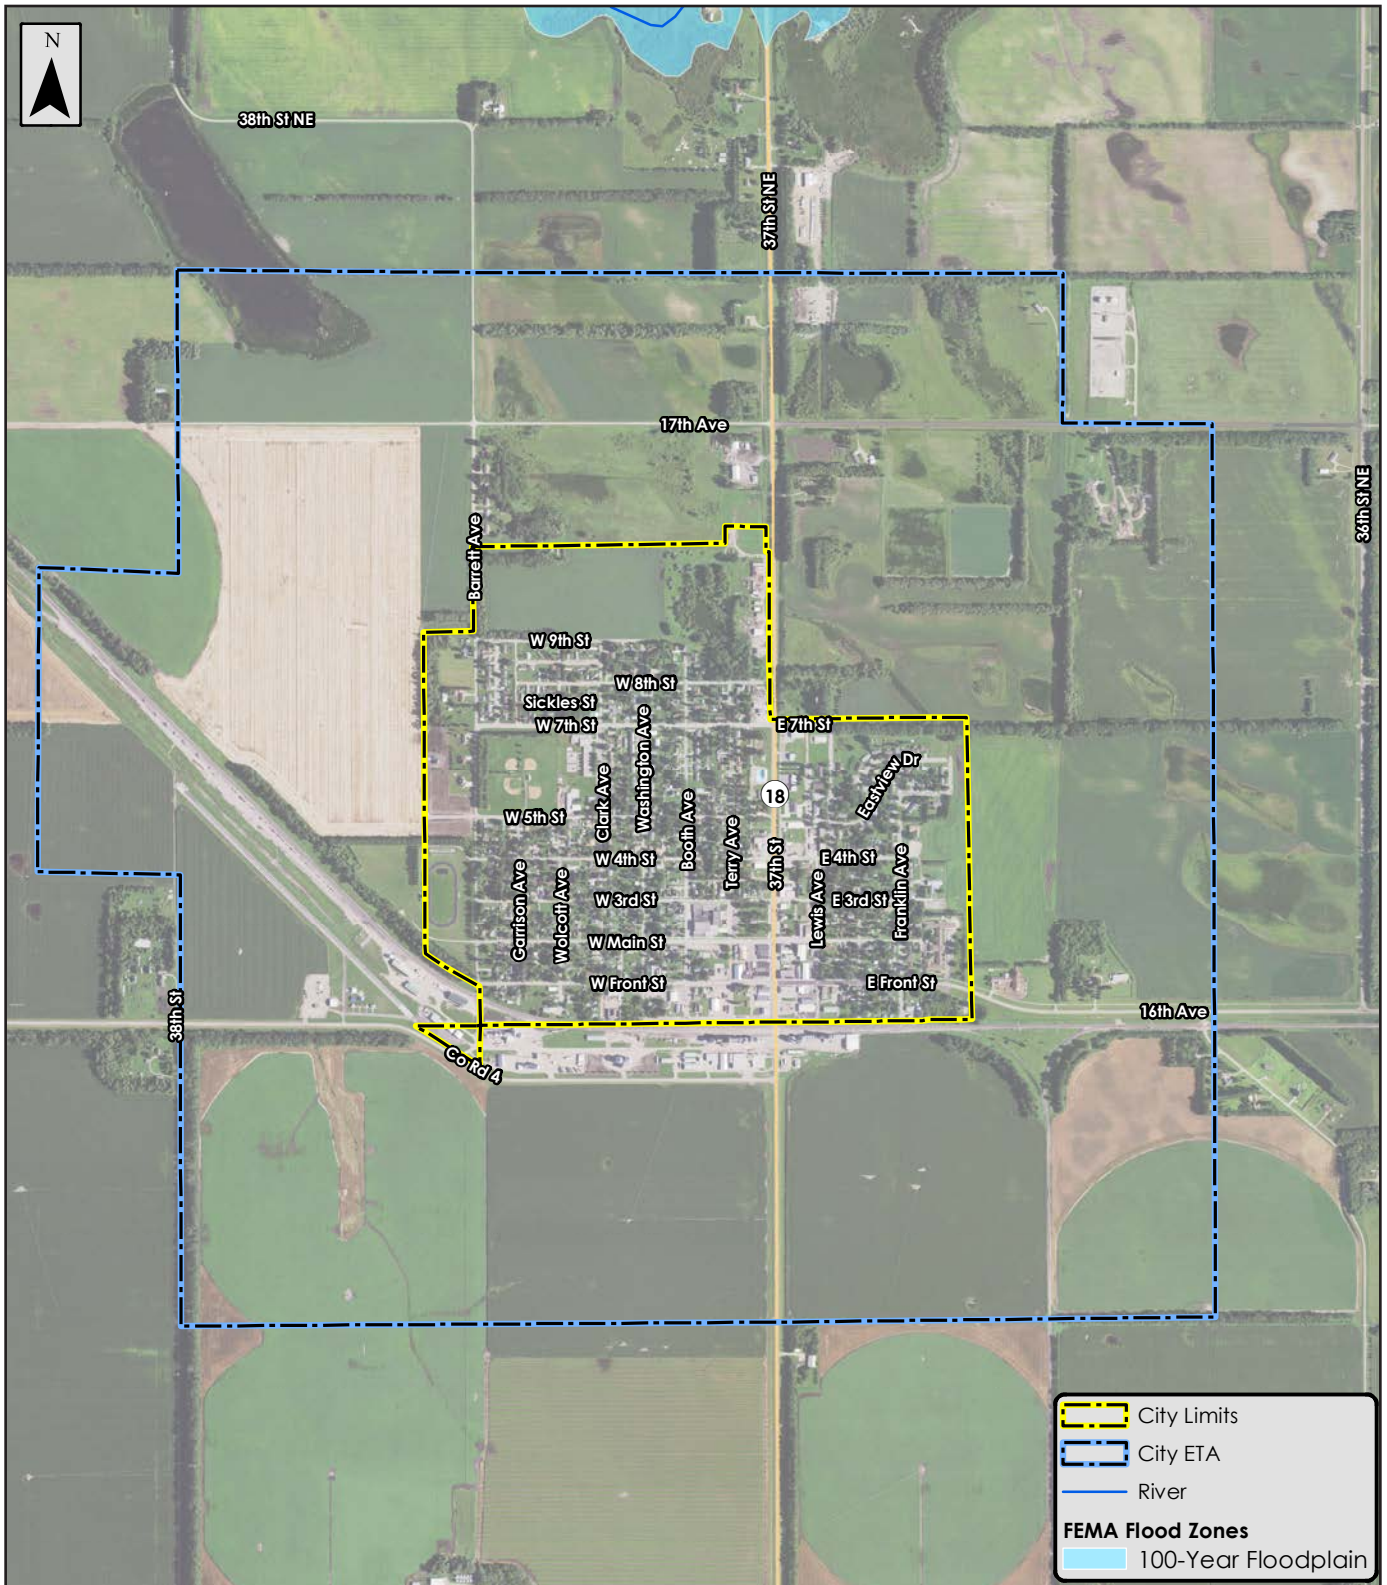 N
38th St NE
37th St NE
17th Ave
36th St NE
Barrett Ave
W 9th St
W 8th St
Sickles St
W 7th St
E 7th St
Washington Ave
Eastview Dr
Clark Ave
18
Booth Ave
W 5th St
Terry Ave
37th St
W 4th St
E 4th St
Franklin Ave
Garrison Ave
Wolcott Ave
W 3rd St
E 3rd St
Lewis Ave
W Main St
W Front St
E Front St
38th St
16th Ave
Co Rd 4
City Limits
City ETA
River
FEMA Flood Zones
100-Year Floodplain